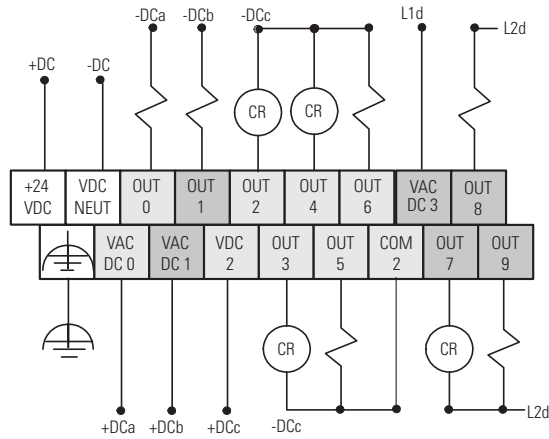 -DCa -DCb -DCc L1d L2d
+DC -DC
CR CR
+24 VDC NEUT OUT OUT OUT OUT OUT VAC OUT
VDC 0 1 2 4 6 DC 3 8
VAC VAC VDC OUT OUT COM OUT OUT
DC 0 DC 1 2 3 5 2 7 9
CR CR
+DCa +DCb +DCc -DCc L2d